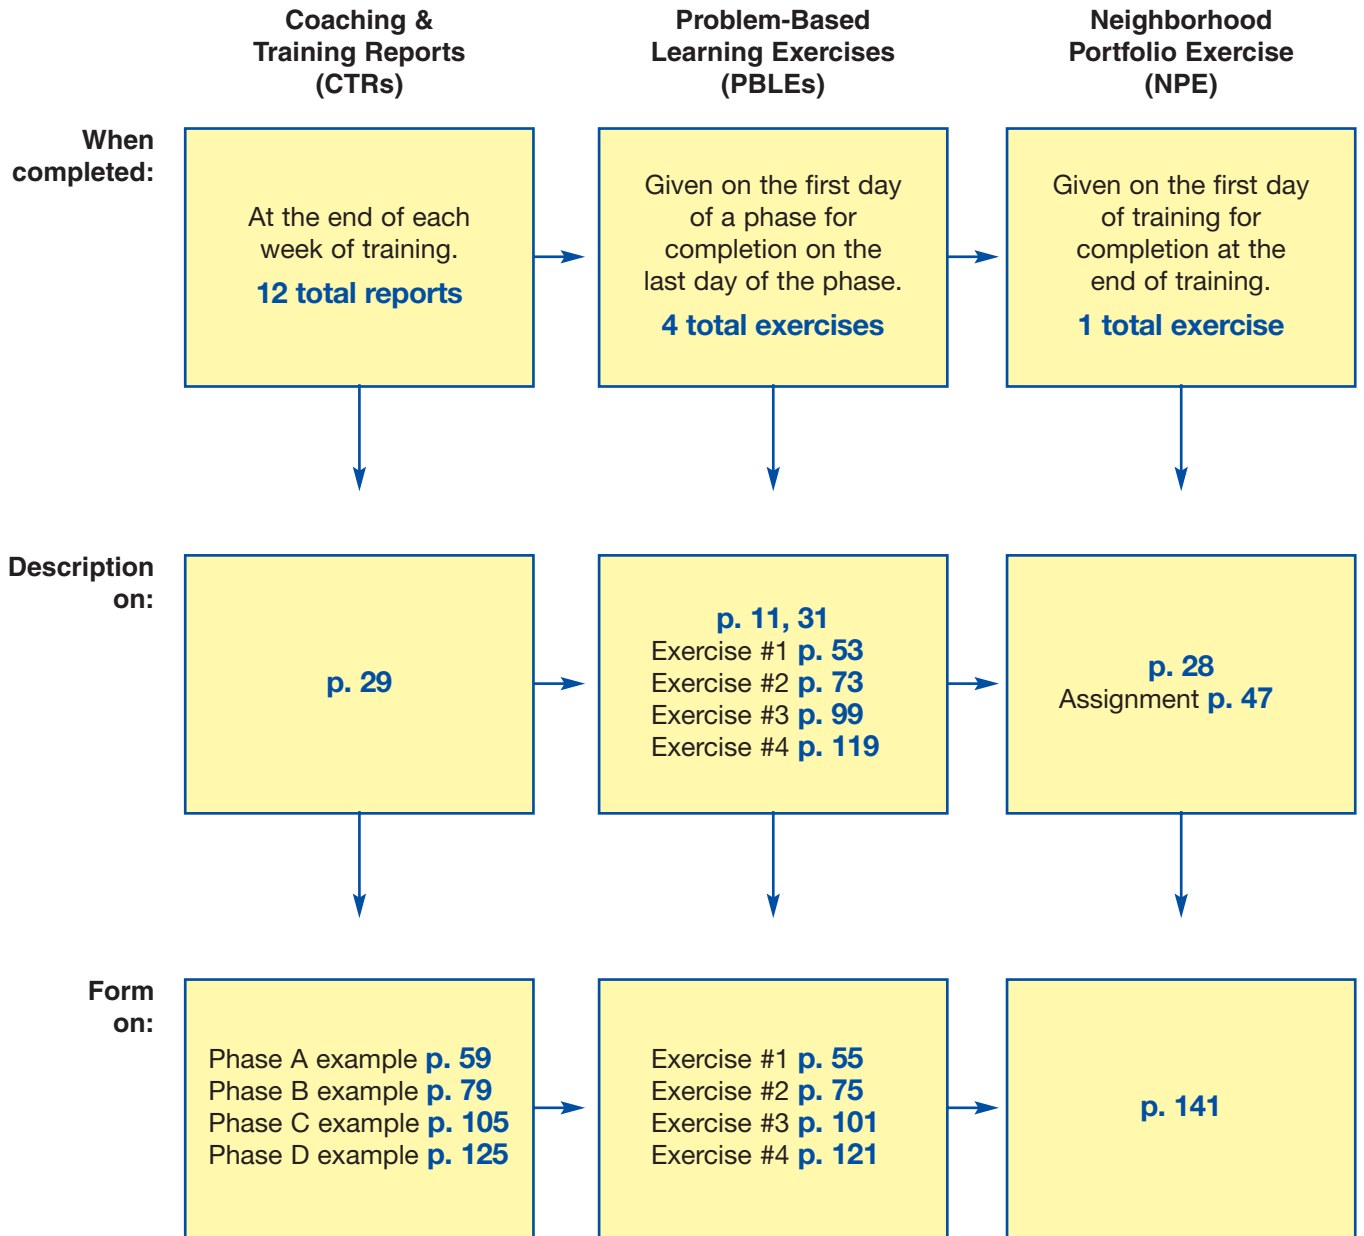 Coaching &
Training Reports
(CTRs)
Problem-Based
Learning Exercises
(PBLEs)
Neighborhood
Portfolio Exercise
(NPE)
When
completed:
At the end of each
week of training.
12 total reports
Given on the first day
of a phase for
completion on the
last day of the phase.
4 total exercises
Given on the first day
of training for
completion at the
end of training.
1 total exercise
Description
on:
p. 29
p. 11, 31
Exercise #1 p. 53
Exercise #2 p. 73
Exercise #3 p. 99
Exercise #4 p. 119
p. 28
Assignment p. 47
Form
on:
Phase A example p. 59
Phase B example p. 79
Phase C example p. 105
Phase D example p. 125
Exercise #1 p. 55
Exercise #2 p. 75
Exercise #3 p. 101
Exercise #4 p. 121
p. 141